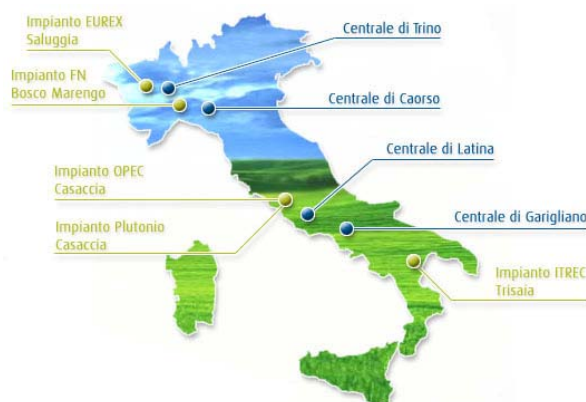 Impianto EUREX
Saluggia
Centrale di Trino
Impianto FN
Bosco Marengo
Centrale di Caorso
Centrale di Latina
Impianto OPEC
Casaccia
Centrale di Garigliano
Impianto Plutonio
Casaccia
Impianto ITREC
Trisaia